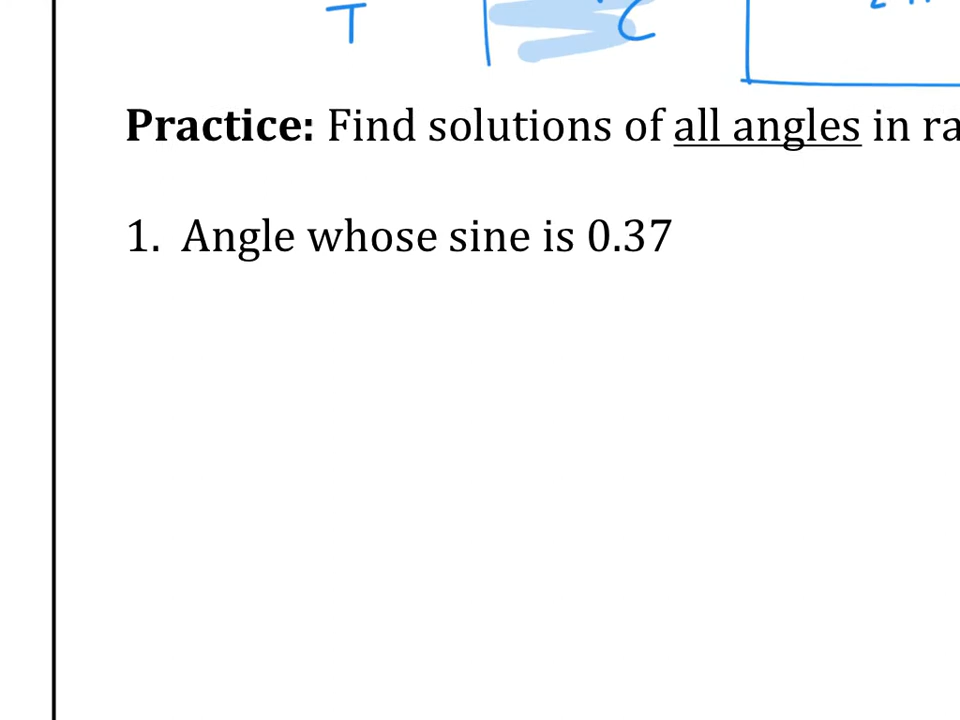 T C
Practice: Find solutions of all angles in ra
1. Angle whose sine is 0.37